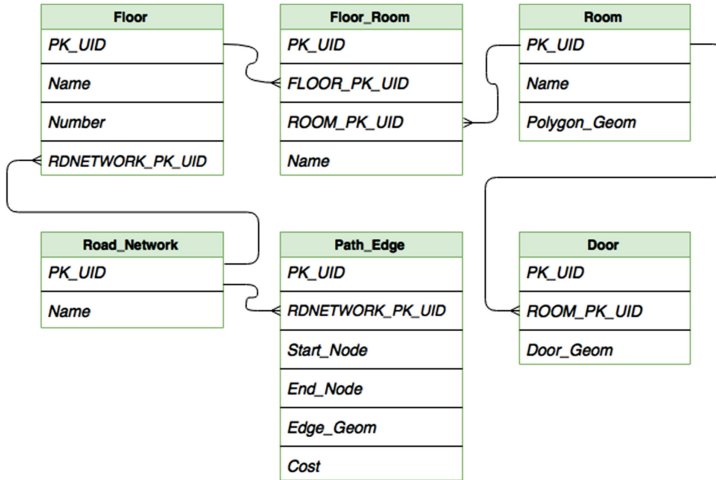 Floor
PK_UID
Name
Number
RDNETWORK_PK_UID
Floor_Room
PK_UID
FLOOR_PK_UID
ROOM_PK_UID
Name
Room
PK_UID
Name
Polygon_Geom
Road_Network
PK_UID
Name
Path_Edge
PK_UID
RDNETWORK_PK_UID
Start_Node
End_Node
Edge_Geom
Cost
Door
PK_UID
ROOM_PK_UID
Door_Geom